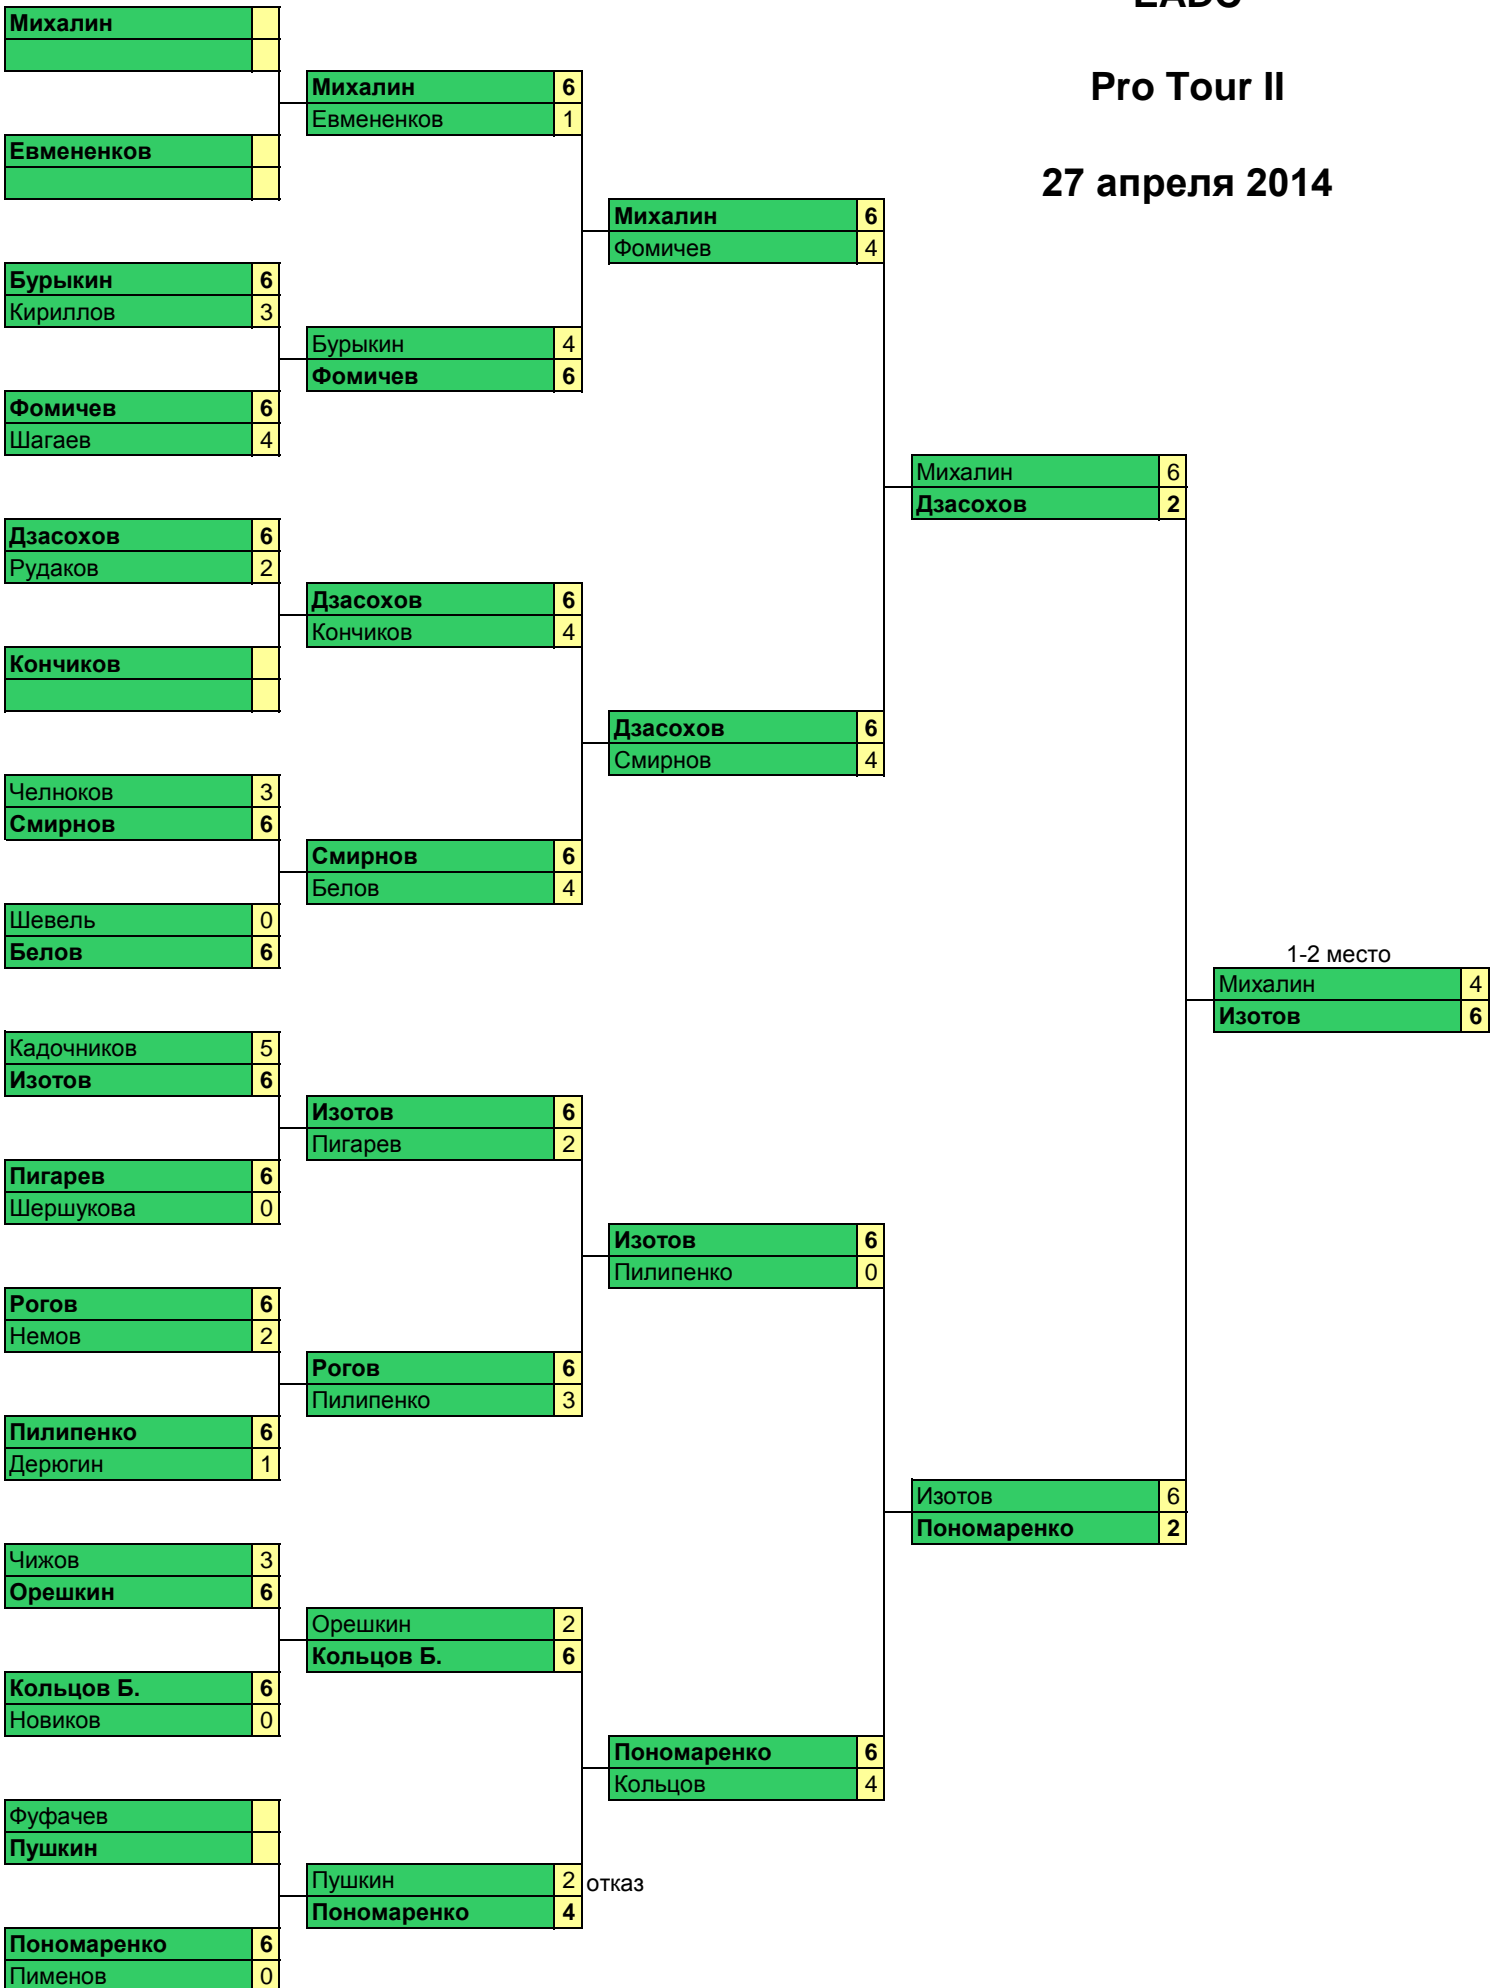 EADC
Pro Tour II
27 апреля 2014
Михалин
Евмененков
Бурыкин 6
Кириллов 3
Фомичев 6
Шагаев 4
Дзасохов 6
Рудаков 2
Кончиков
Челноков 3
Смирнов 6
Шевель 0
Белов 6
Кадочников 5
Изотов 6
Пигарев 6
Шершукова 0
Рогов 6
Немов 2
Пилипенко 6
Дерюгин 1
Чижов 3
Орешкин 6
Кольцов Б. 6
Новиков 0
Фуфачев
Пушкин
Пономаренко 6
Пименов 0
Михалин 6
Евмененков 1
Бурыкин 4
Фомичев 6
Дзасохов 6
Кончиков 4
Смирнов 6
Белов 4
Изотов 6
Пигарев 2
Рогов 6
Пилипенко 3
Орешкин 2
Кольцов Б. 6
Пушкин 2 отказ
Пономаренко 4
Михалин 6
Фомичев 4
Дзасохов 6
Смирнов 4
Изотов 6
Пилипенко 0
Пономаренко 6
Кольцов 4
Михалин 6
Дзасохов 2
Изотов 6
Пономаренко 2
1-2 место
Михалин 4
Изотов 6